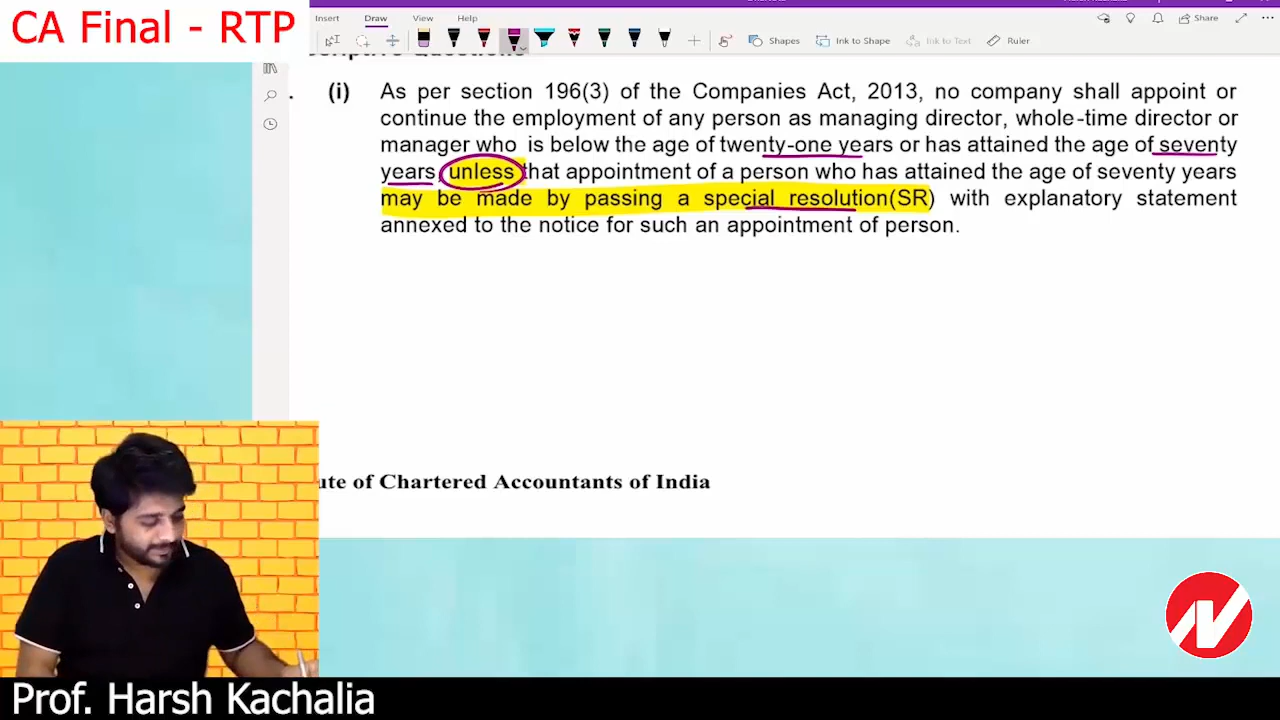 CA Final - RTP
Insert Draw View Help
Share
Shapes Ink to Shape Ink to Text Ruler
(i) As per section 196(3) of the Companies Act, 2013, no company shall appoint or
continue the employment of any person as managing director, whole-time director or
manager who is below the age of twenty-one years or has attained the age of seventy
years unless that appointment of a person who has attained the age of seventy years
may be made by passing a special resolution(SR) with explanatory statement
annexed to the notice for such an appointment of person.
ute of Chartered Accountants of India
Prof. Harsh Kachalia